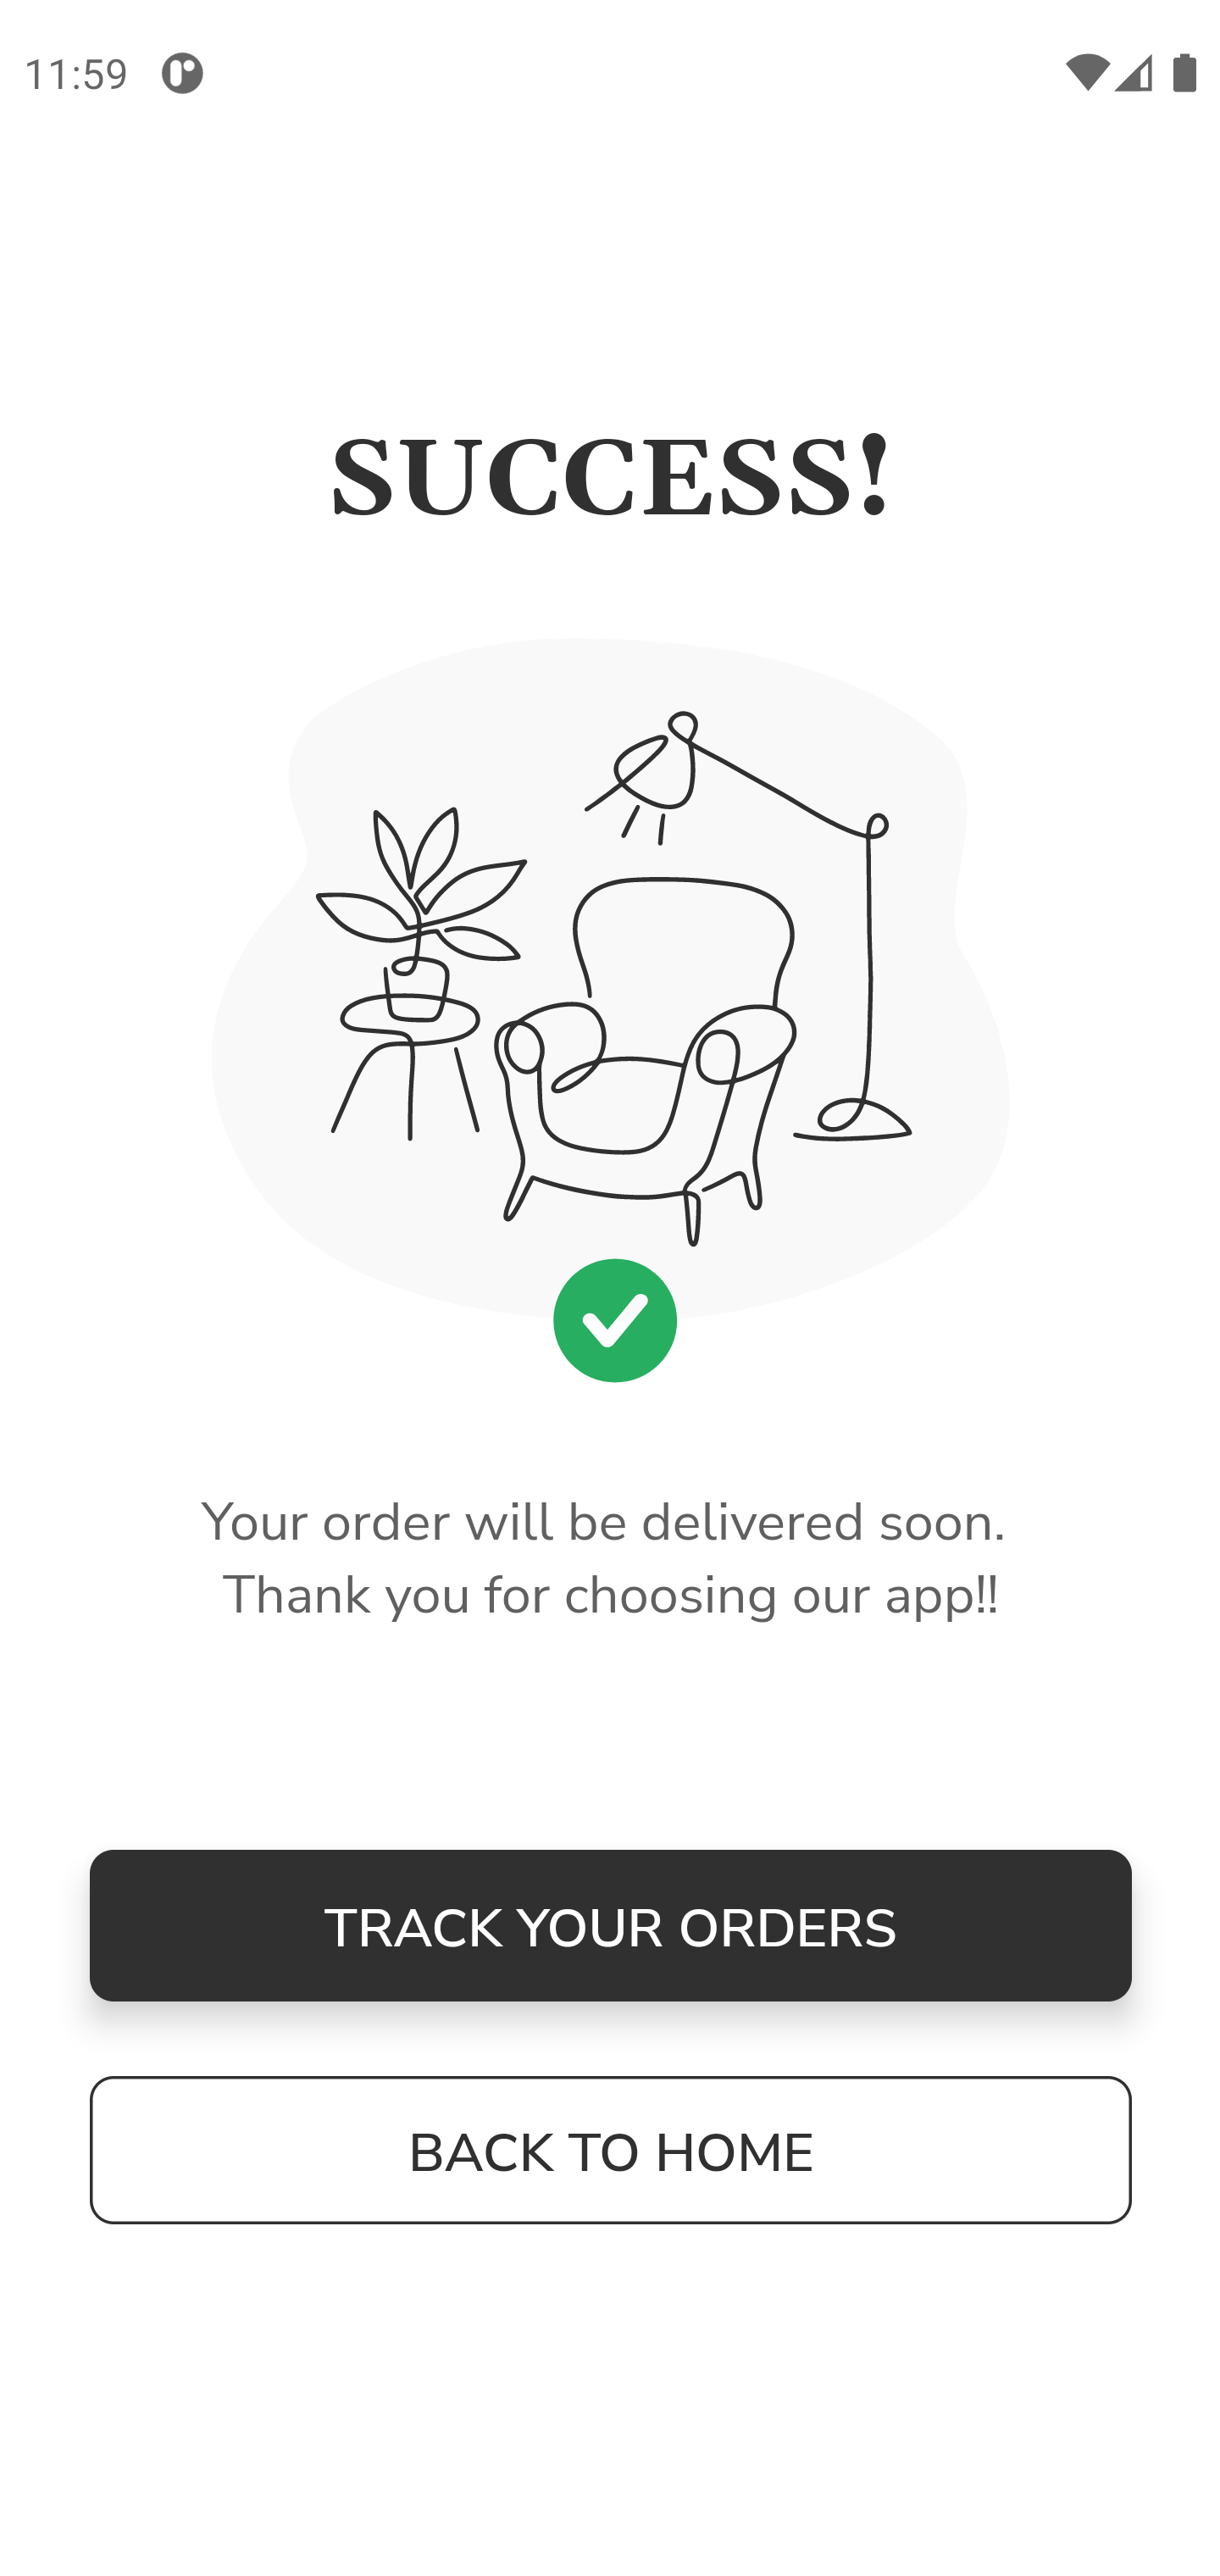 11:59
SUCCESS!
Your order will be delivered soon.
Thank you for choosing our app!!
TRACK YOUR ORDERS
BACK TO HOME